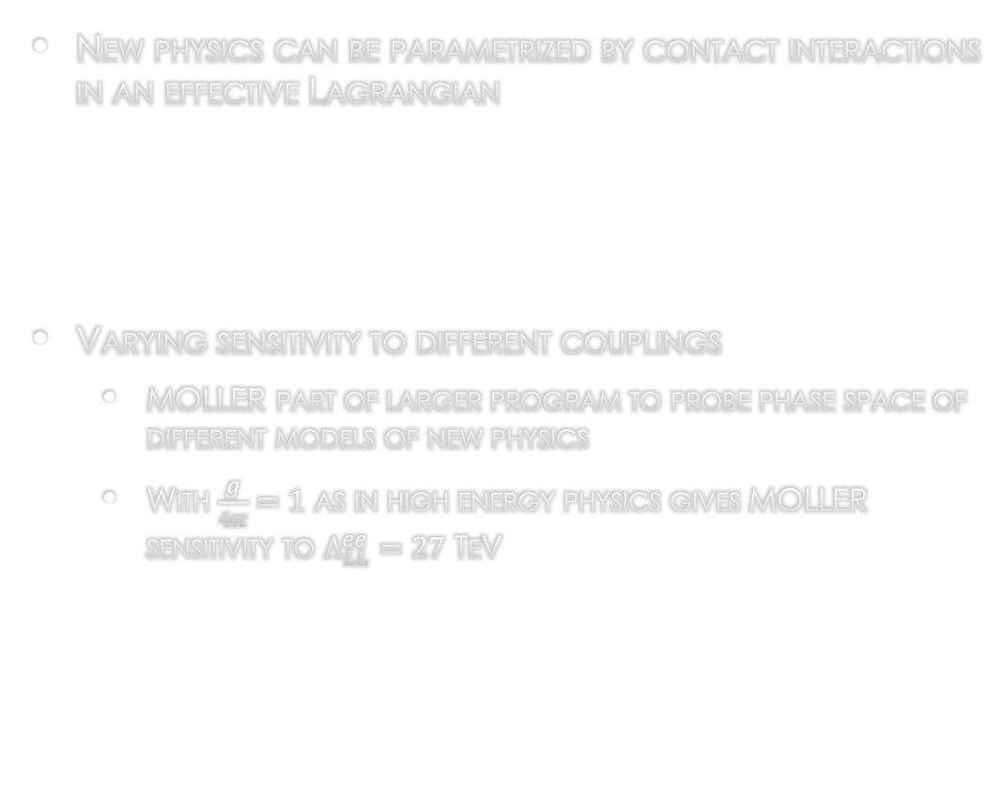 • New physics can be parametrized by contact interactions
in an effective Lagrangian
• Varying sensitivity to different couplings
• MOLLER part of larger program to probe phase space of
different models of new physics
• With $\frac{g}{4\pi} = 1$ as in high energy physics gives MOLLER
sensitivity to $\Lambda_{LL}^{ee} = 27$ TeV